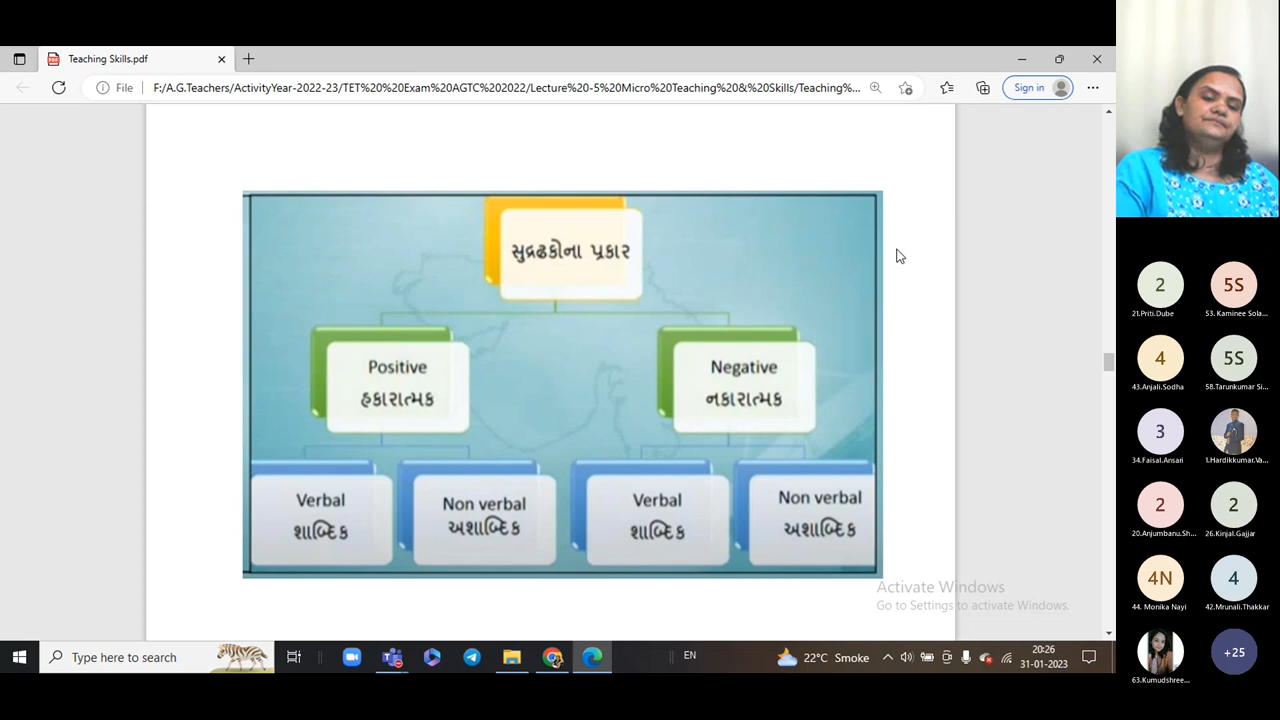 Teaching Skills.pdf
File
F:/A.G.Teachers/ActivityYear-2022-23/TET%20%20Exam%20AGTC%202022/Lecture%20-5%20Micro%20Teaching%20&%20Skills/Teaching%...
Sign in
સુદ્રઢકોના પ્રકાર
Positive
હકારાત્મક
Negative
નકારાત્મક
Verbal
શાબ્દિક
Non verbal
અશાબ્દિક
Verbal
શાબ્દિક
Non verbal
અશાબ્દિક
Activate Windows
Go to Settings to activate Windows.
2
21.Priti.Dube
5S
53. Kaminee Sola...
4
43.Anjali.Sodha
5S
58.Tarunkumar Si...
3
34.Faisal.Ansari
1.Hardikkumar.Va...
2
20.Anjumbanu.Sh...
2
26.Kinjal.Gajjar
4N
44. Monika Nayi
4
42.Mrunali.Thakkar
63.Kumudshree...
+25
Type here to search
EN
22°C Smoke
20:26
31-01-2023